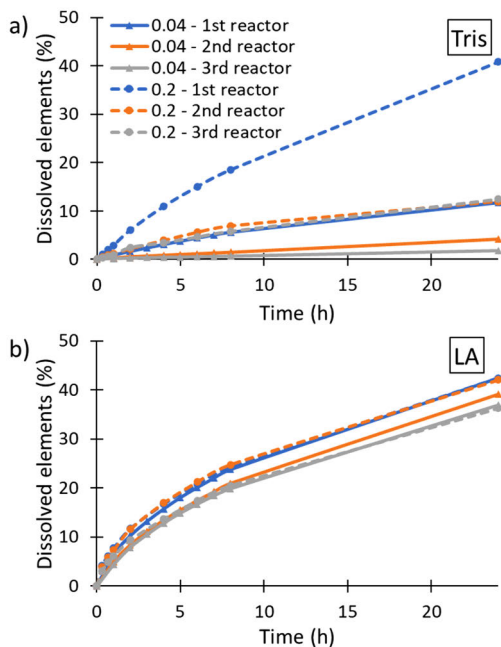 a)
Tris
0.04 - 1st reactor
0.04 - 2nd reactor
0.04 - 3rd reactor
0.2 - 1st reactor
0.2 - 2nd reactor
0.2 - 3rd reactor
Dissolved elements (%)
50
40
30
20
10
0
0 5 10 15 20
Time (h)
b)
LA
Dissolved elements (%)
50
40
30
20
10
0
0 5 10 15 20
Time (h)